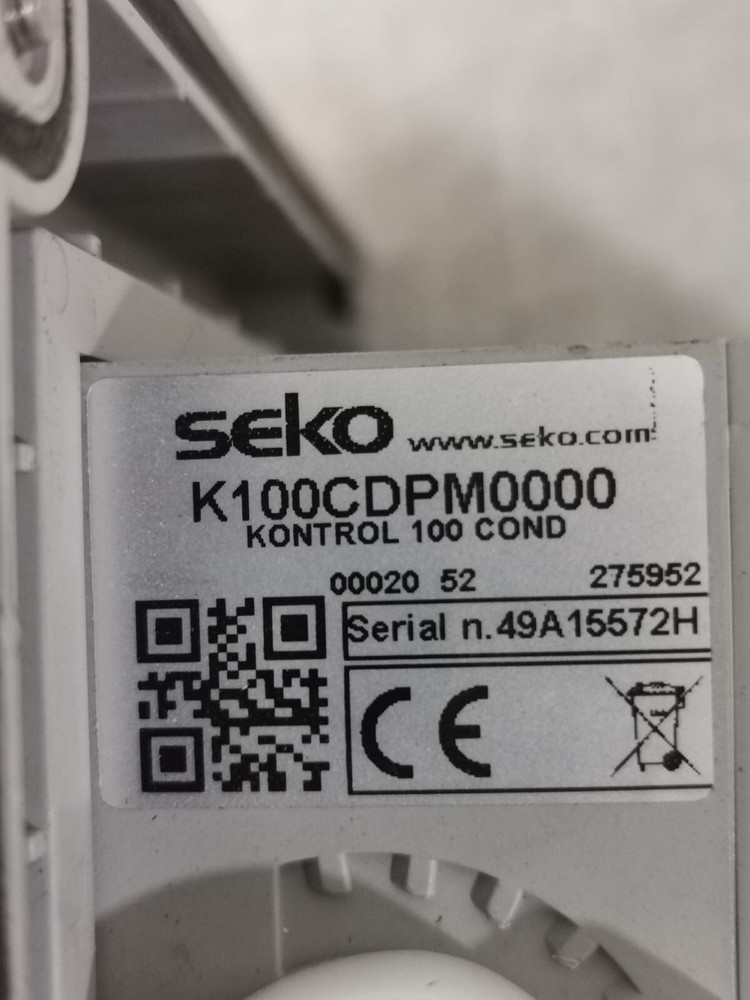 seko www.seko.com
K100CDPM0000
KONTROL 100 COND
00020 52 275952
Serial n.49A15572H
CE